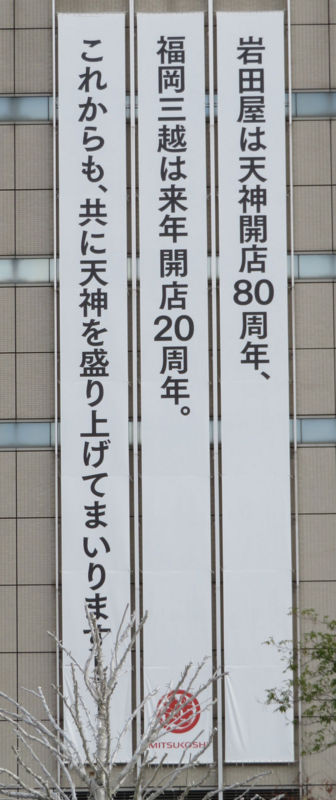 岩田屋は天神開店80周年、
福岡三越は来年開店20周年。
これからも、共に天神を盛り上げてまいります
MITSUKOSHI